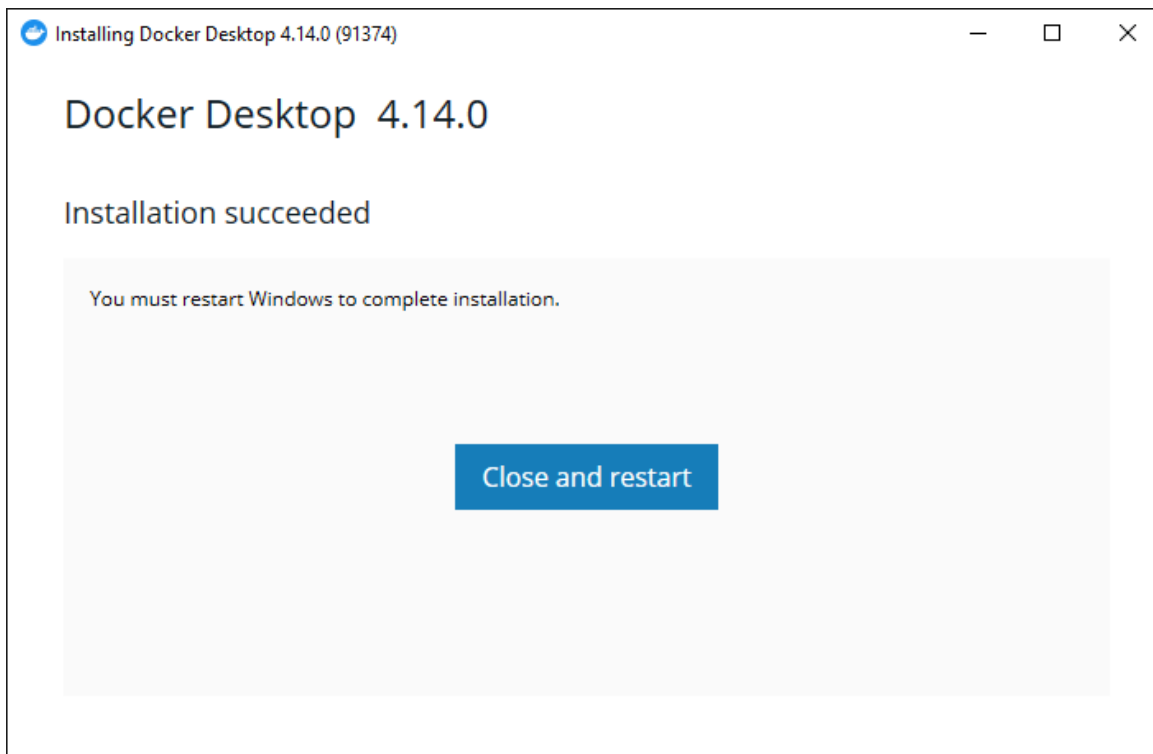 Installing Docker Desktop 4.14.0 (91374)
Docker Desktop 4.14.0
Installation succeeded
You must restart Windows to complete installation.
Close and restart